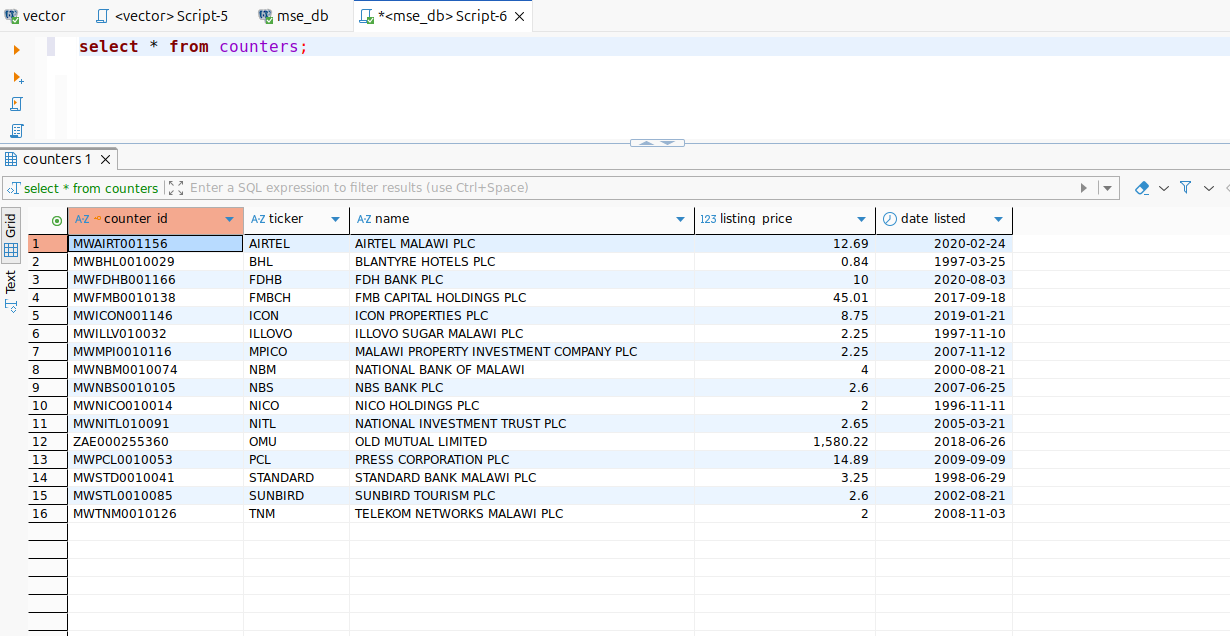 vector <vector> Script-5 mse_db *<mse_db> Script-6
select * from counters;
counters 1
select * from counters Enter a SQL expression to filter results (use Ctrl+Space)
Grid
Text
A-Z counter_id A-Z ticker A-Z name 123 listing_price date_listed
1 MWAIRT001156 AIRTEL AIRTEL MALAWI PLC 12.69 2020-02-24
2 MWBHL0010029 BHL BLANTYRE HOTELS PLC 0.84 1997-03-25
3 MWFDHB001166 FDHB FDH BANK PLC 10 2020-08-03
4 MWFMB0010138 FMBCH FMB CAPITAL HOLDINGS PLC 45.01 2017-09-18
5 MWICON001146 ICON ICON PROPERTIES PLC 8.75 2019-01-21
6 MWILLV010032 ILLOVO ILLOVO SUGAR MALAWI PLC 2.25 1997-11-10
7 MWMPI0010116 MPICO MALAWI PROPERTY INVESTMENT COMPANY PLC 2.25 2007-11-12
8 MWNBM0010074 NBM NATIONAL BANK OF MALAWI 4 2000-08-21
9 MWNBS0010105 NBS NBS BANK PLC 2.6 2007-06-25
10 MWNICO010014 NICO NICO HOLDINGS PLC 2 1996-11-11
11 MWNITL010091 NITL NATIONAL INVESTMENT TRUST PLC 2.65 2005-03-21
12 ZAE000255360 OMU OLD MUTUAL LIMITED 1,580.22 2018-06-26
13 MWPCL0010053 PCL PRESS CORPORATION PLC 14.89 2009-09-09
14 MWSTD0010041 STANDARD STANDARD BANK MALAWI PLC 3.25 1998-06-29
15 MWSTL0010085 SUNBIRD SUNBIRD TOURISM PLC 2.6 2002-08-21
16 MWTNM0010126 TNM TELEKOM NETWORKS MALAWI PLC 2 2008-11-03